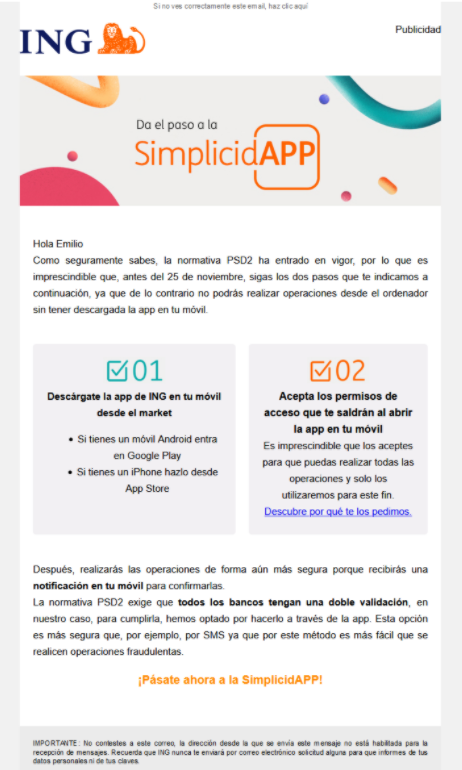 Si no ves correctamente este email, haz clic aquí
ING
Publicidad
Da el paso a la
SimplicidAPP
Hola Emilio
Como seguramente sabes, la normativa PSD2 ha entrado en vigor, por lo que es
imprescindible que, antes del 25 de noviembre, sigas los dos pasos que te indicamos a
continuación, ya que de lo contrario no podrás realizar operaciones desde el ordenador
sin tener descargada la app en tu móvil.
01
Descárgate la app de ING en tu móvil
desde el market
• Si tienes un móvil Android entra
en Google Play
• Si tienes un iPhone hazlo desde
App Store
02
Acepta los permisos de
acceso que te saldrán al abrir
la app en tu móvil
Es imprescindible que los aceptes
para que puedas realizar todas las
operaciones y solo los
utilizaremos para este fin.
Descubre por qué te los pedimos.
Después, realizarás las operaciones de forma aún más segura porque recibirás una
notificación en tu móvil para confirmarlas.
La normativa PSD2 exige que todos los bancos tengan una doble validación, en
nuestro caso, para cumplirla, hemos optado por hacerlo a través de la app. Esta opción
es más segura que, por ejemplo, por SMS ya que por este método es más fácil que se
realicen operaciones fraudulentas.
¡Pásate ahora a la SimplicidAPP!
IMPORTANTE: No contestes a este correo, la dirección desde la que se envía este mensaje no está habilitada para la
recepción de mensajes. Recuerda que ING nunca te enviará por correo electrónico solicitud alguna para que informes de tus
datos personales ni de tus claves.